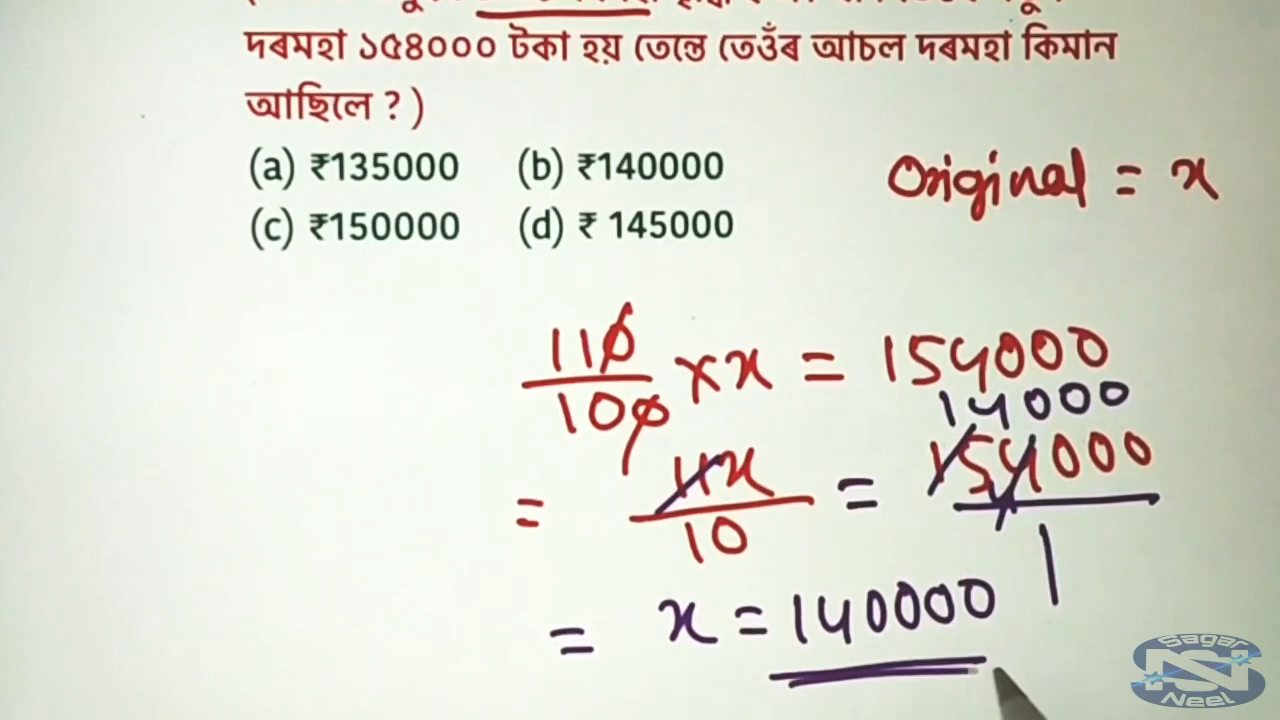 দৰমহা ১৫৪০০০ টকা হয় তেন্তে তেওঁৰ আচল দৰমহা কিমান
আছিলে ? )
(a) ₹135000 (b) ₹140000
(c) ₹150000 (d) ₹ 145000
Original = x
110/100 × x = 154000
14000
= 11x/10 = 154000/1
= x = 140000
Sagar
NSN
Neel